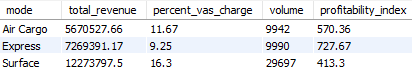 mode total_revenue percent_vas_charge volume profitability_index
Air Cargo 5670527.66 11.67 9942 570.36
Express 7269391.17 9.25 9990 727.67
Surface 12273797.5 16.3 29697 413.3